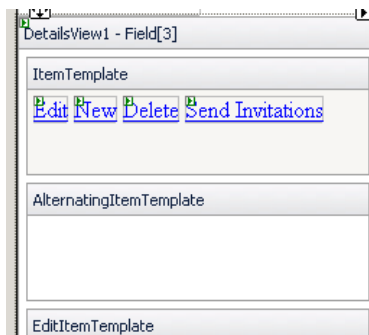 DetailsView1 - Field[3]
ItemTemplate
Edit New Delete Send Invitations
AlternatingItemTemplate
EditItemTemplate